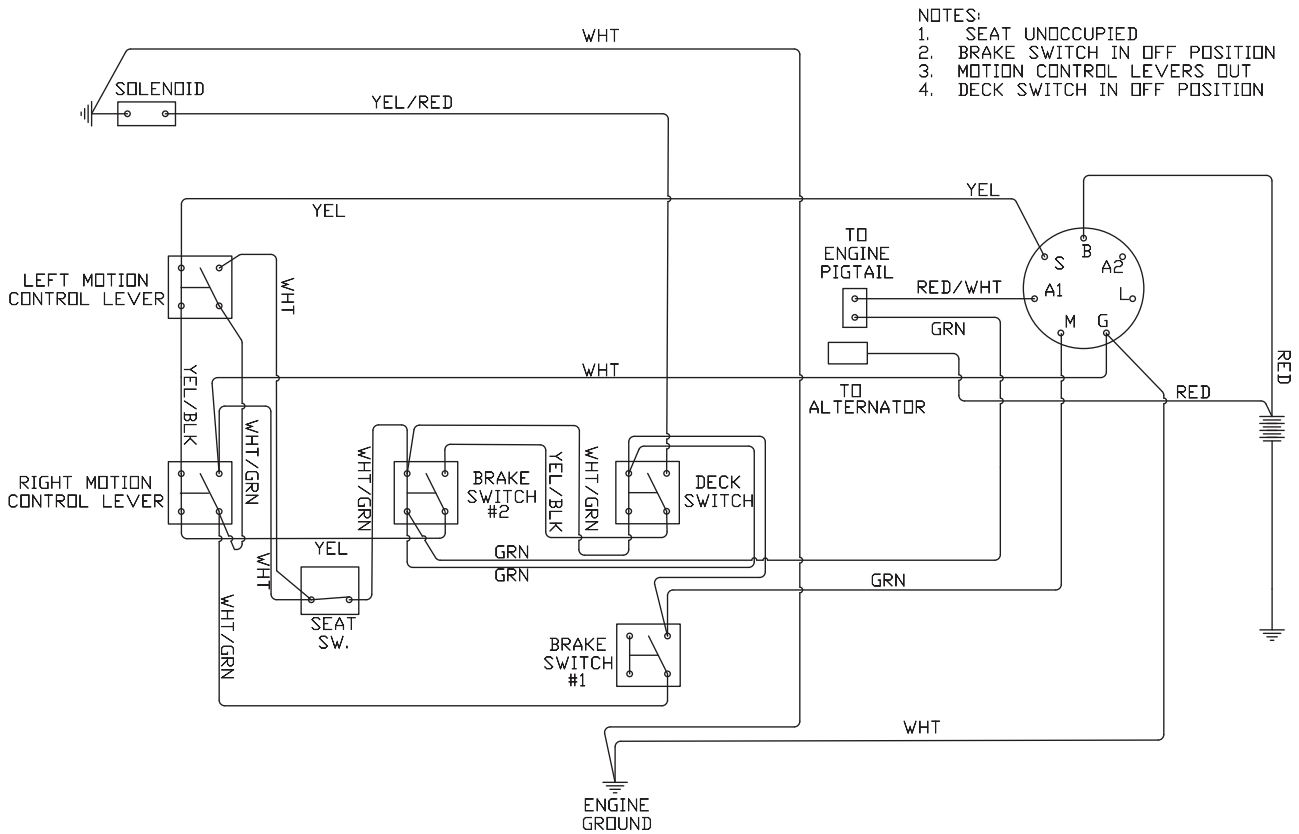 NOTES:
1. SEAT UNOCCUPIED
2. BRAKE SWITCH IN OFF POSITION
3. MOTION CONTROL LEVERS OUT
4. DECK SWITCH IN OFF POSITION
WHT
SOLENOID
YEL/RED
YEL
YEL
TO
ENGINE
PIGTAIL
B
S
A2
A1
L
M
G
RED/WHT
GRN
LEFT MOTION
CONTROL LEVER
WHT
WHT
TO
ALTERNATOR
RED
RED
YEL/BLK
WHT/GRN
RIGHT MOTION
CONTROL LEVER
WHT/GRN
BRAKE
SWITCH
#2
YEL/BLK
WHT/GRN
DECK
SWITCH
YEL
GRN
GRN
WHT
GRN
WHT/GRN
SEAT
SW.
BRAKE
SWITCH
#1
WHT
ENGINE
GROUND